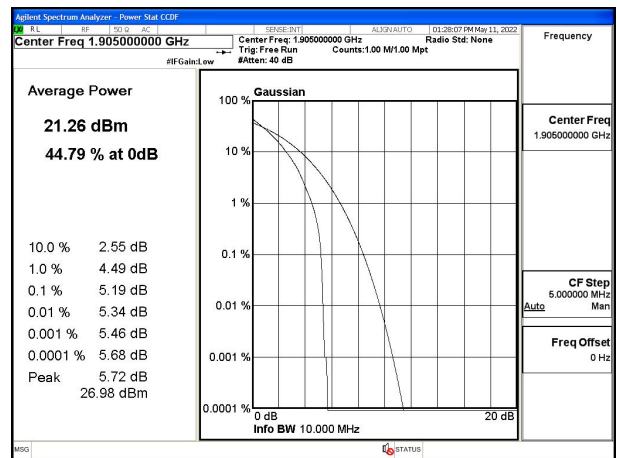 Agilent Spectrum Analyzer - Power Stat CCDF
RL RF 50 Ω AC SENSE:INT ALIGNAUTO 01:28:07 PM May 11, 2022
Center Freq 1.905000000 GHz
Center Freq: 1.905000000 GHz Radio Std: None
Trig: Free Run Counts:1.00 M/1.00 Mpt
#IFGain:Low #Atten: 40 dB
Frequency
Average Power
21.26 dBm
44.79 % at 0dB
10.0 % 2.55 dB
1.0 % 4.49 dB
0.1 % 5.19 dB
0.01 % 5.34 dB
0.001 % 5.46 dB
0.0001 % 5.68 dB
Peak 5.72 dB
26.98 dBm
Gaussian
100 %
10 %
1 %
0.1 %
0.01 %
0.001 %
0.0001 %
0 dB 20 dB
Info BW 10.000 MHz
Center Freq
1.905000000 GHz
CF Step
5.000000 MHz
Auto Man
Freq Offset
0 Hz
MSG STATUS